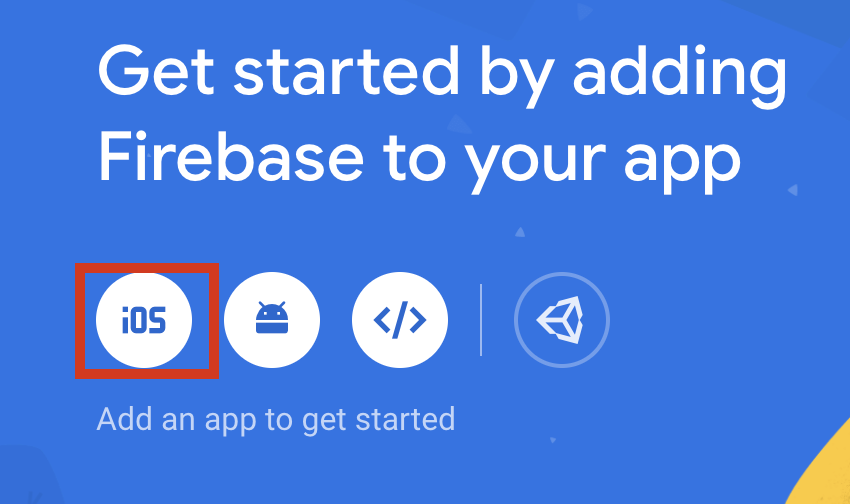 Get started by adding
Firebase to your app
iOS
Add an app to get started